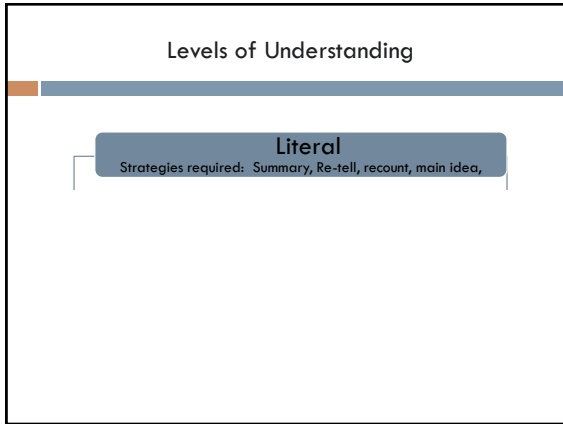 Levels of Understanding
Literal
Strategies required: Summary, Re-tell, recount, main idea,